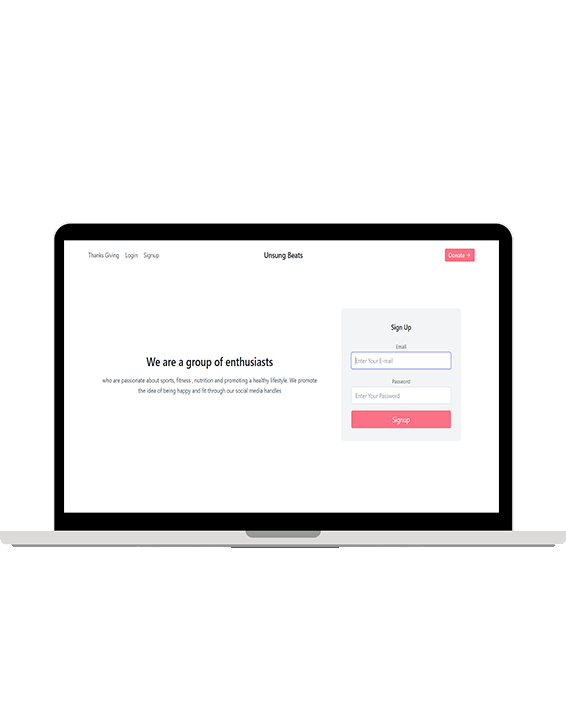 Thanks Giving Login Signup Unsung Beats Donate →
Sign Up
Email
Enter Your E-mail
We are a group of enthusiasts
who are passionate about sports, fitness , nutrition and promoting a healthy lifestyle. We promote
the idea of being happy and fit through our social media handles
Password
Enter Your Password
Signup